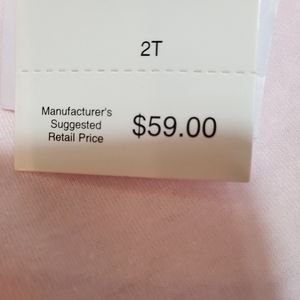 2T
Manufacturer's
Suggested
Retail Price
$59.00